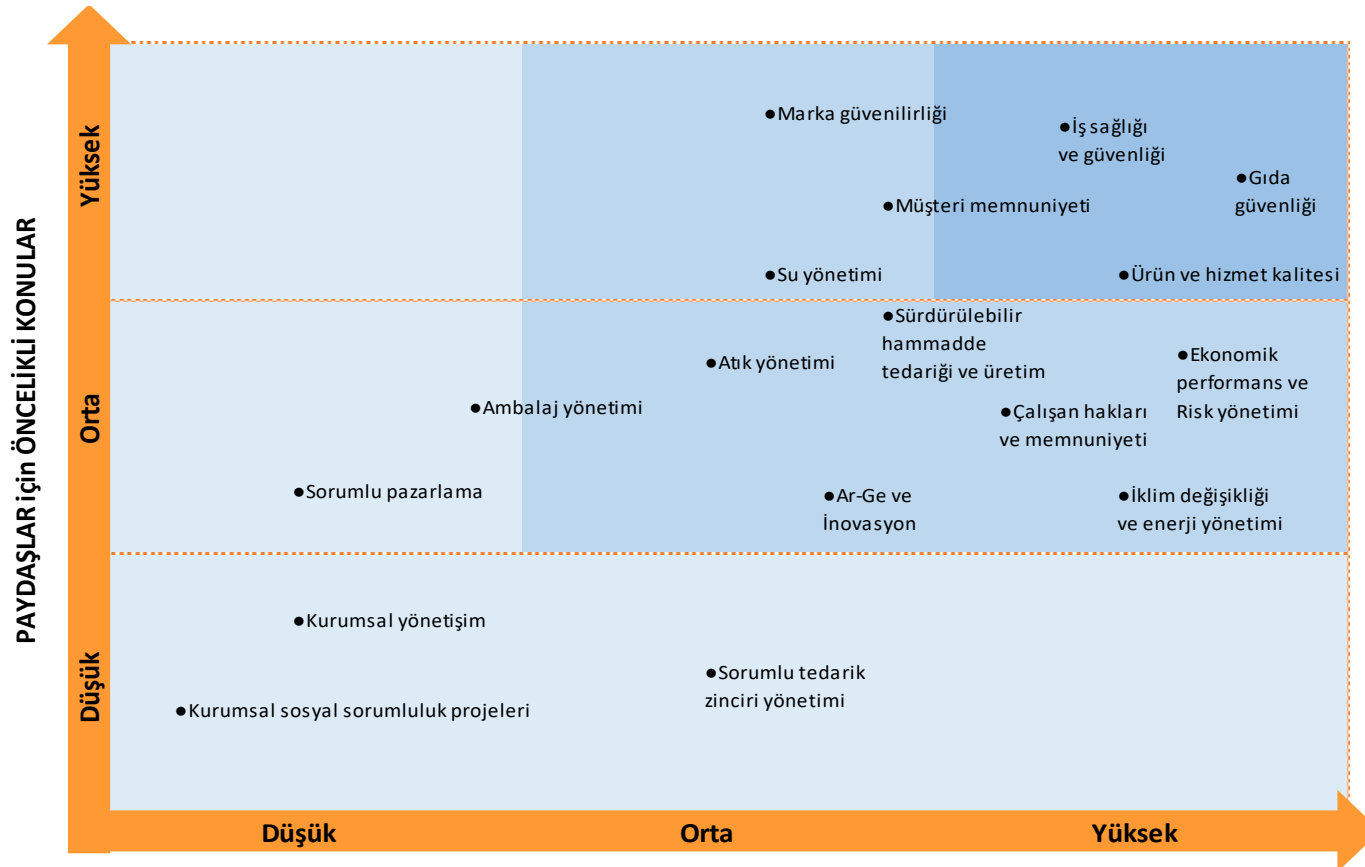 PAYDAŞLAR için ÖNCELİKLİ KONULAR
Yüksek
Orta
Düşük
●Marka güvenilirliği
●İş sağlığı
ve güvenliği
●Gıda
güvenliği
●Müşteri memnuniyeti
●Su yönetimi
●Ürün ve hizmet kalitesi
●Sürdürülebilir
hammadde
tedariği ve üretim
●Atık yönetimi
●Ekonomik
performans ve
Risk yönetimi
●Ambalaj yönetimi
●Çalışan hakları
ve memnuniyeti
●Sorumlu pazarlama
●Ar-Ge ve
İnovasyon
●İklim değişikliği
ve enerji yönetimi
●Kurumsal yönetişim
●Sorumlu tedarik
zinciri yönetimi
●Kurumsal sosyal sorumluluk projeleri
Düşük
Orta
Yüksek